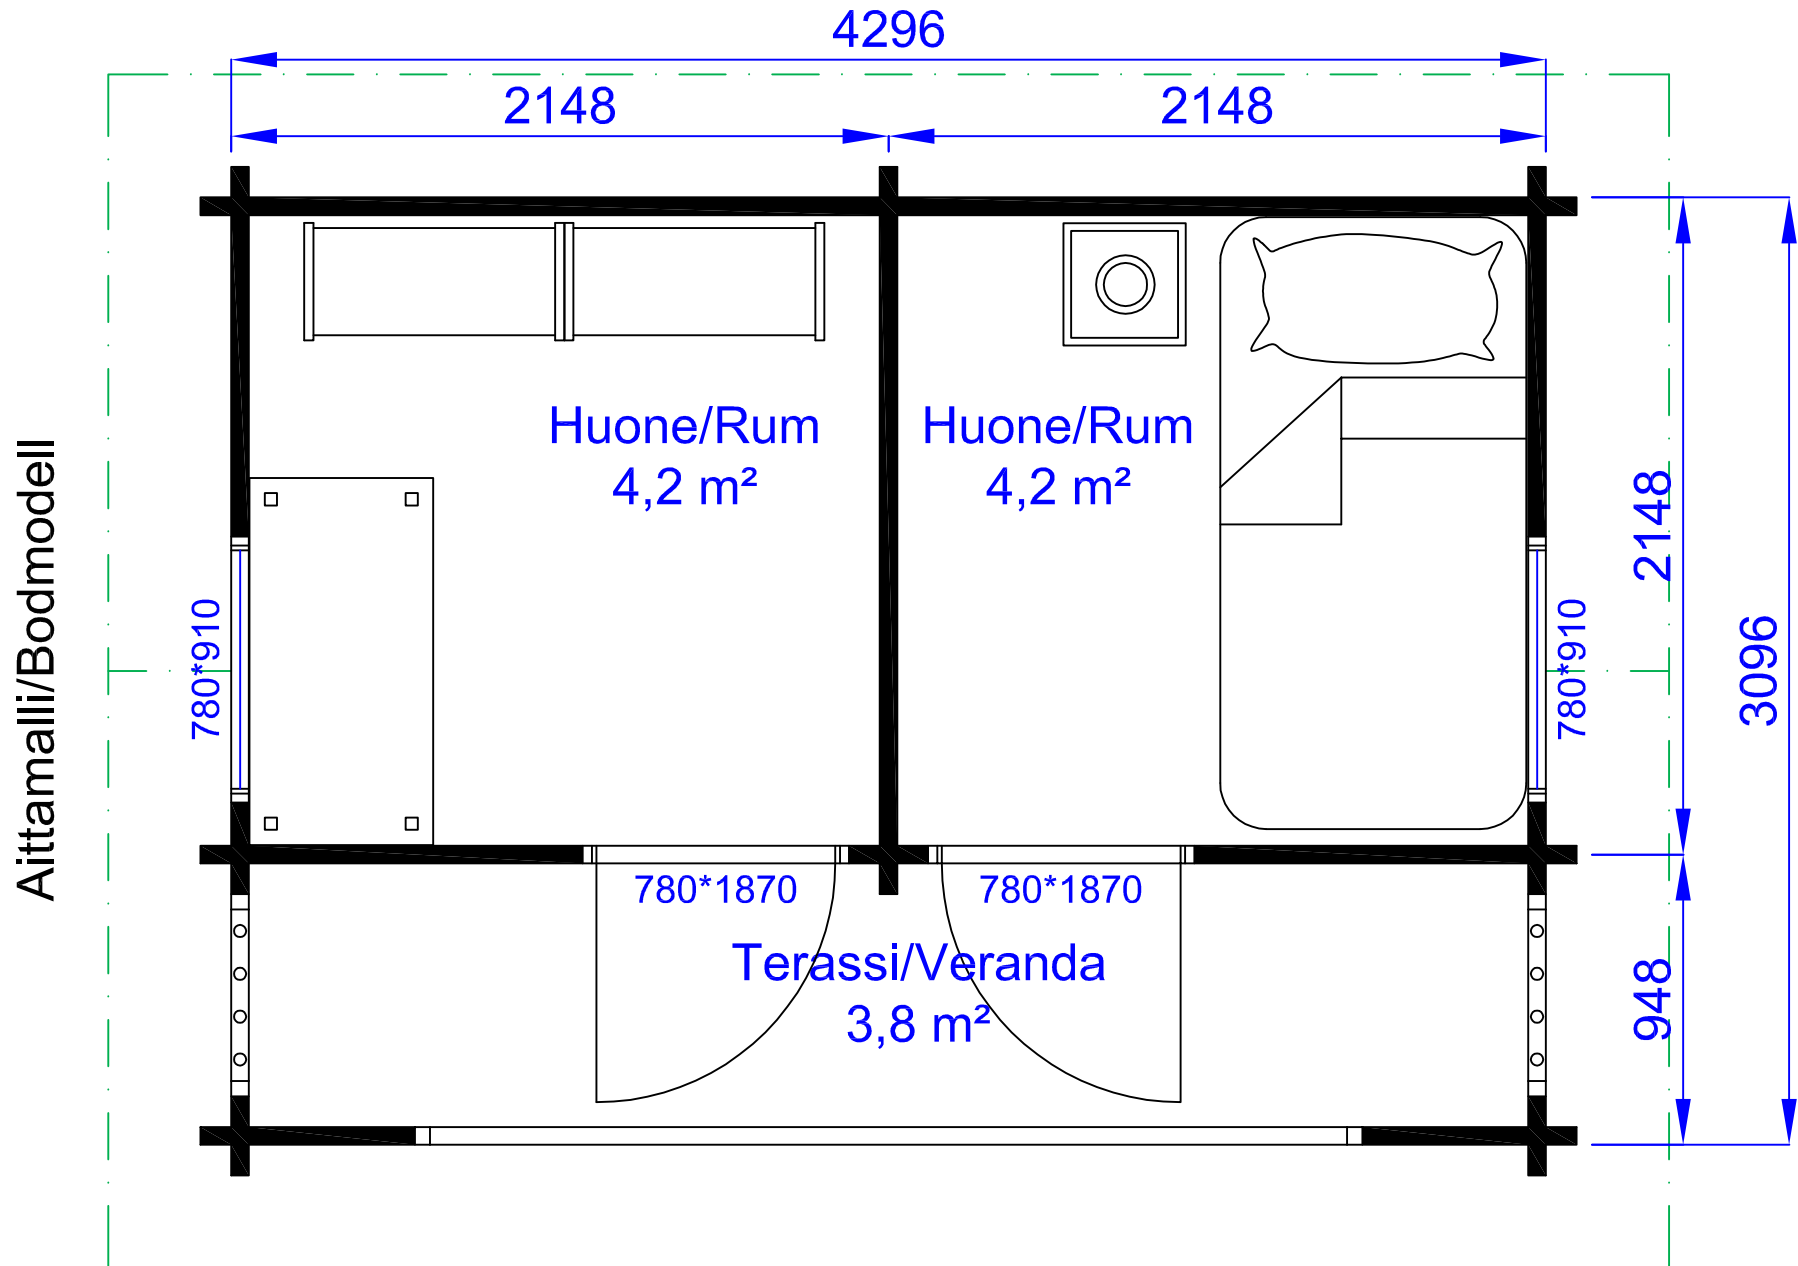 4296
2148
2148
Huone/Rum
4,2 m²
Huone/Rum
4,2 m²
Aittamalli/Bodmodell
780*910
780*910
2148
3096
780*1870
780*1870
Terassi/Veranda
3,8 m²
948